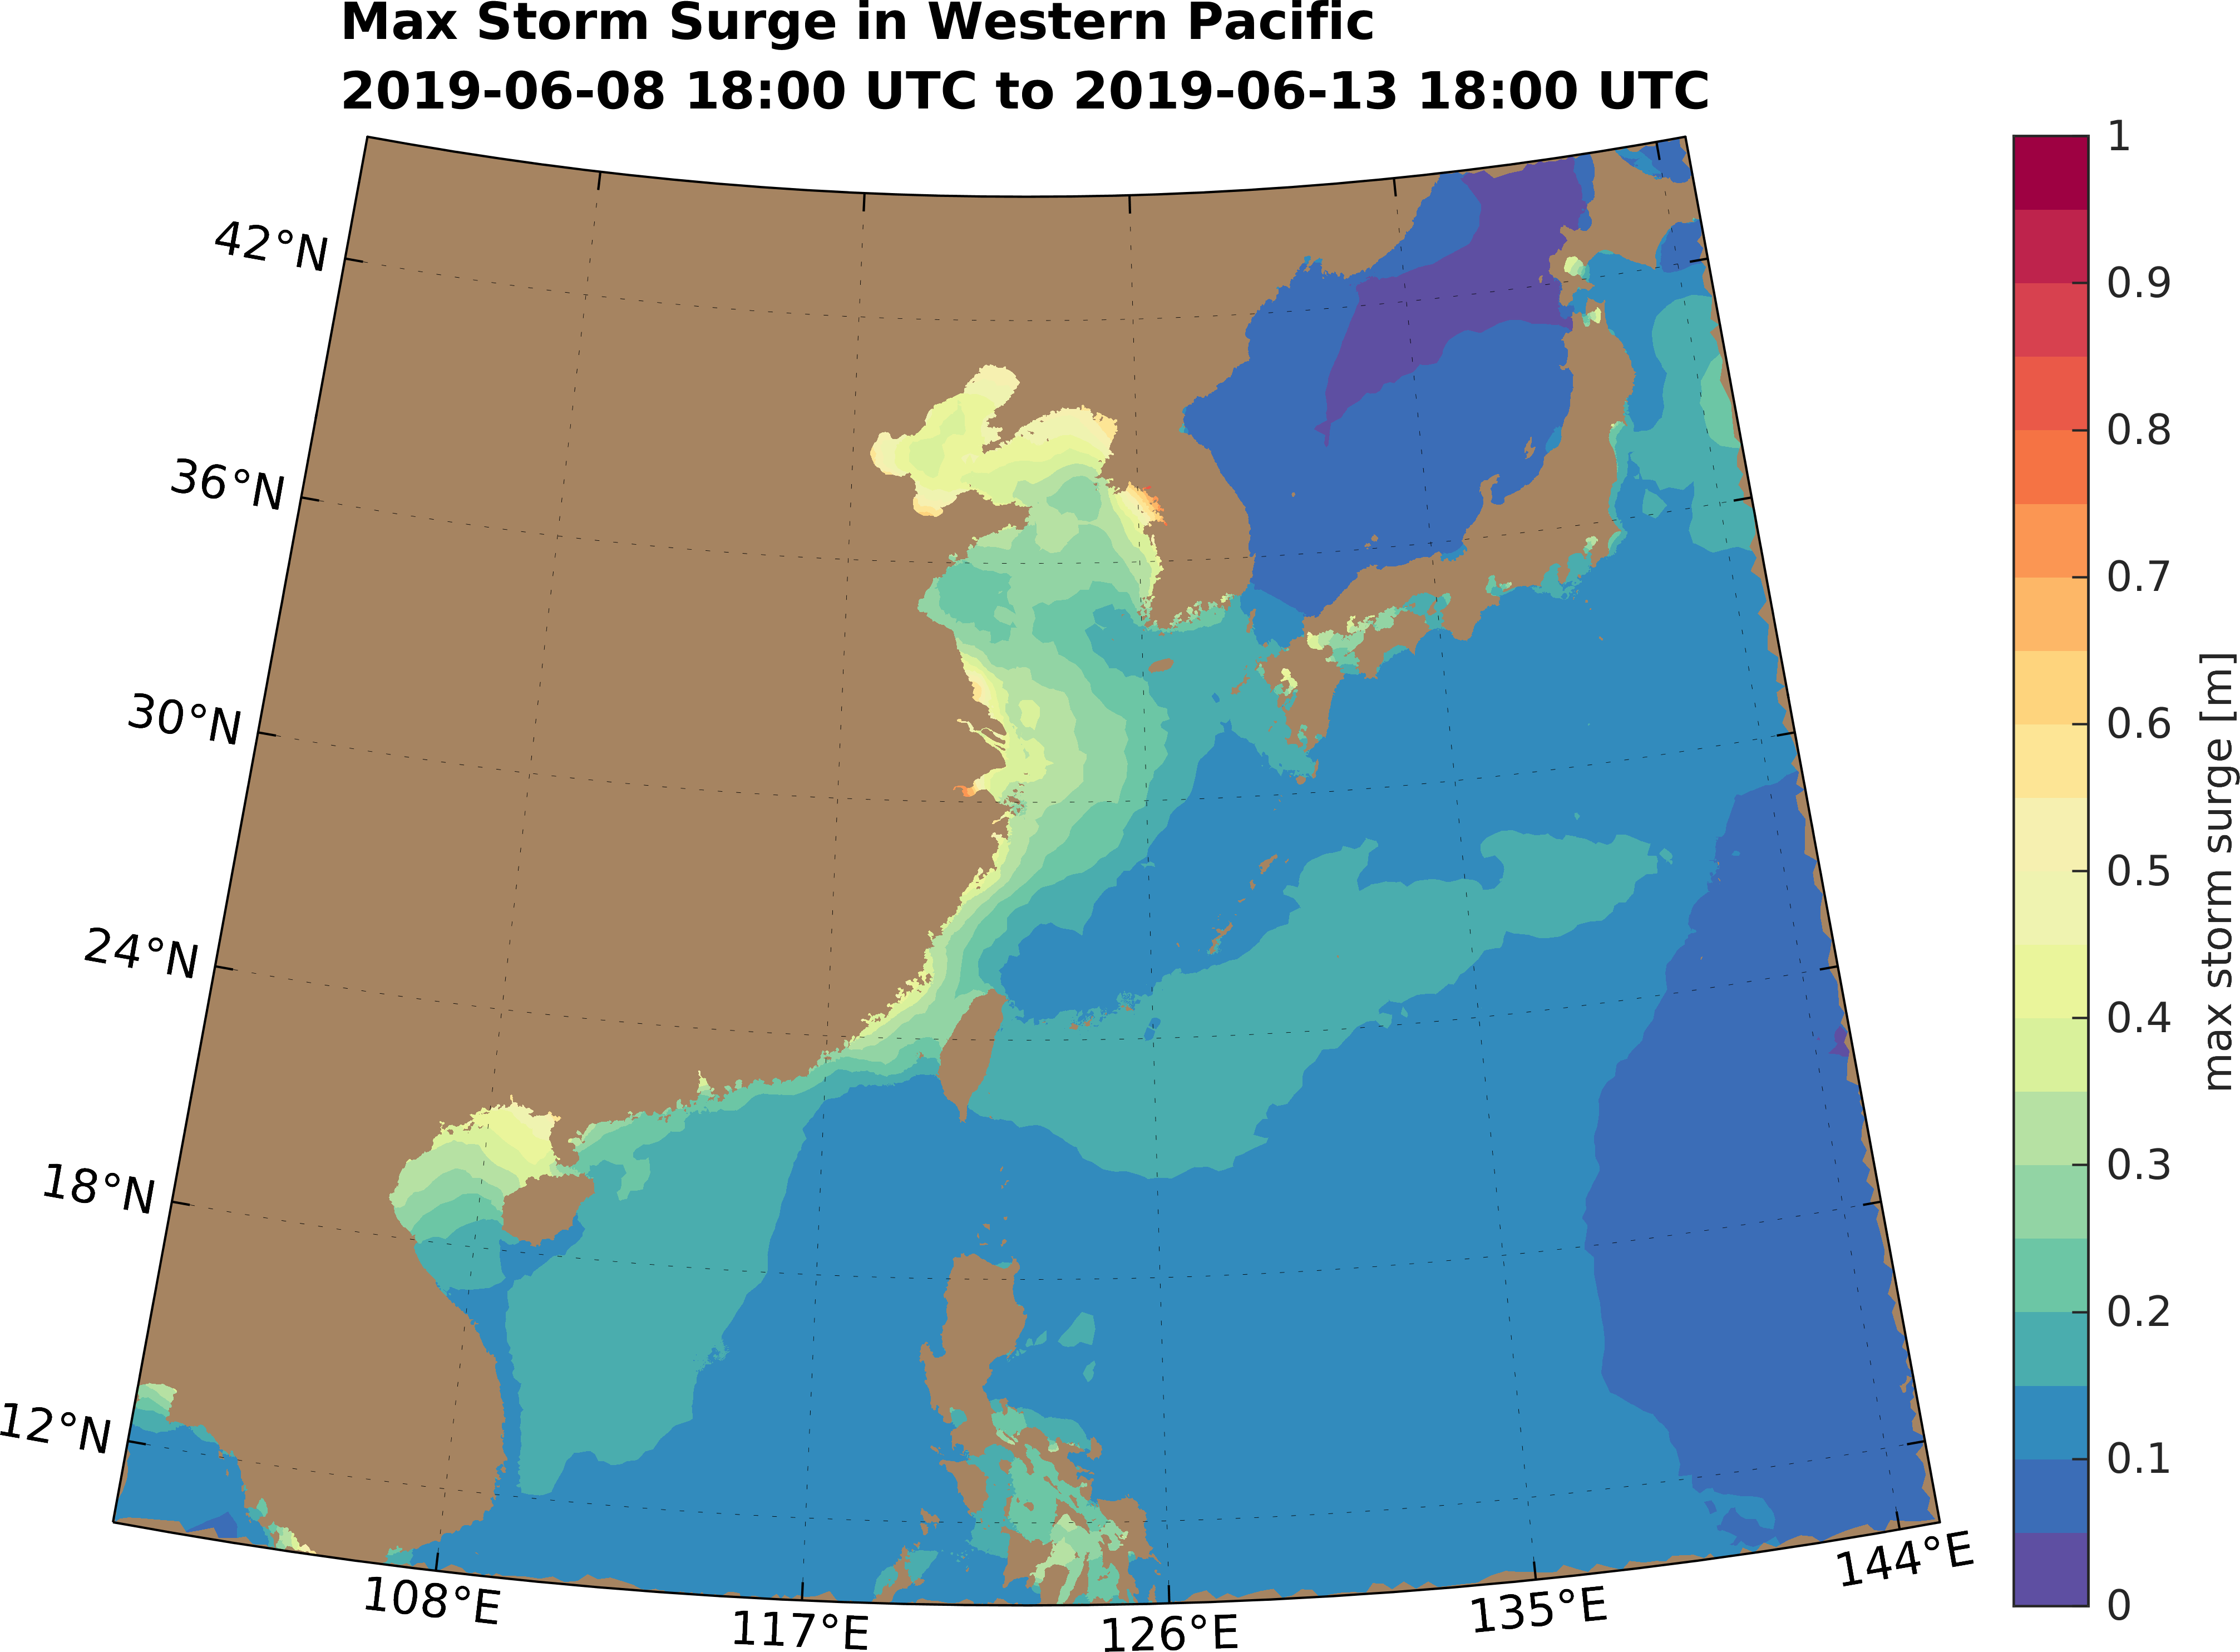 Max Storm Surge in Western Pacific
2019-06-08 18:00 UTC to 2019-06-13 18:00 UTC
42°N
36°N
30°N
24°N
18°N
12°N
108°E
117°E
126°E
135°E
144°E
1
0.9
0.8
0.7
0.6
0.5
0.4
0.3
0.2
0.1
0
max storm surge [m]